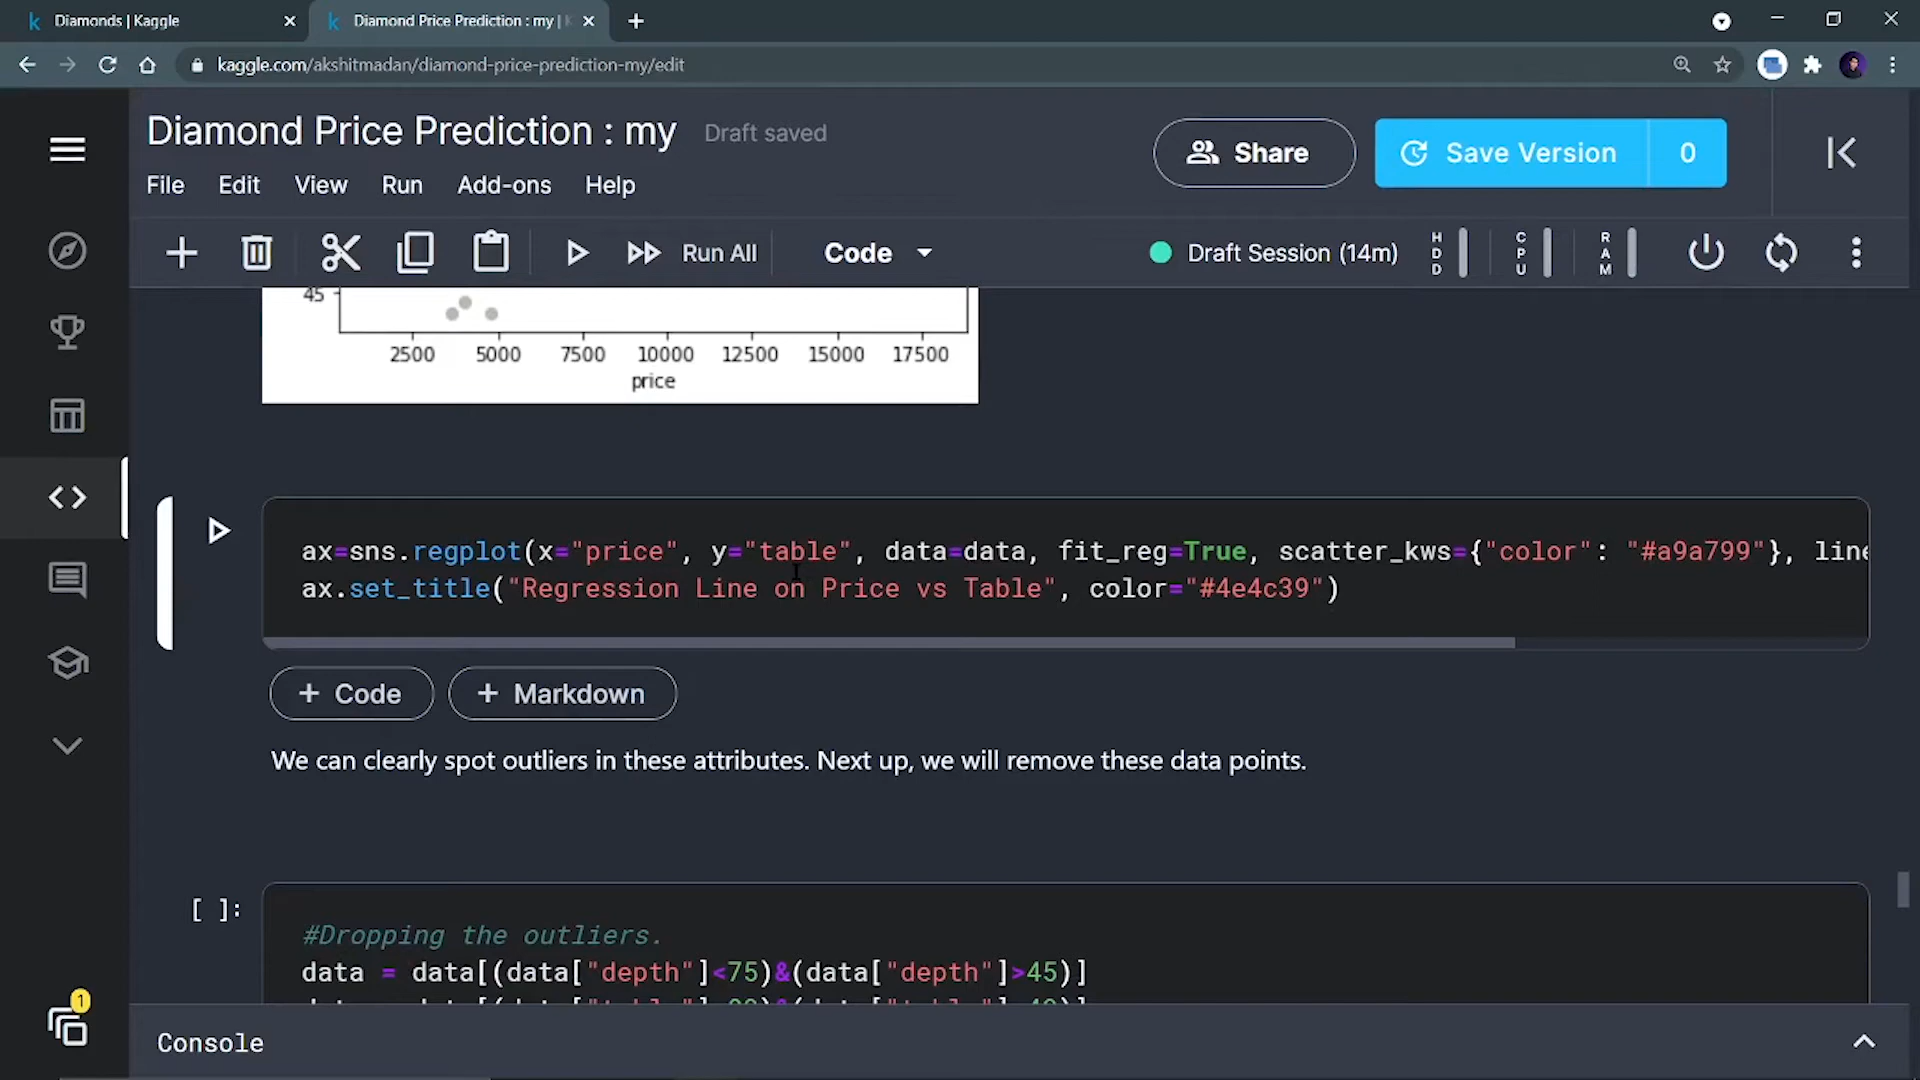 Diamonds | Kaggle
Diamond Price Prediction : my |
kaggle.com/akshitmadan/diamond-price-prediction-my/edit
Diamond Price Prediction : my Draft saved
Share
Save Version 0
File Edit View Run Add-ons Help
Run All
Code
Draft Session (14m)
HDD
CPU
RAM
45
2500 5000 7500 10000 12500 15000 17500
price
ax=sns.regplot(x="price", y="table", data=data, fit_reg=True, scatter_kws={"color": "#a9a799"}, line
ax.set_title("Regression Line on Price vs Table", color="#4e4c39")
+ Code
+ Markdown
We can clearly spot outliers in these attributes. Next up, we will remove these data points.
[ ]:
#Dropping the outliers.
data = data[(data["depth"]<75)&(data["depth"]>45)]
1
Console